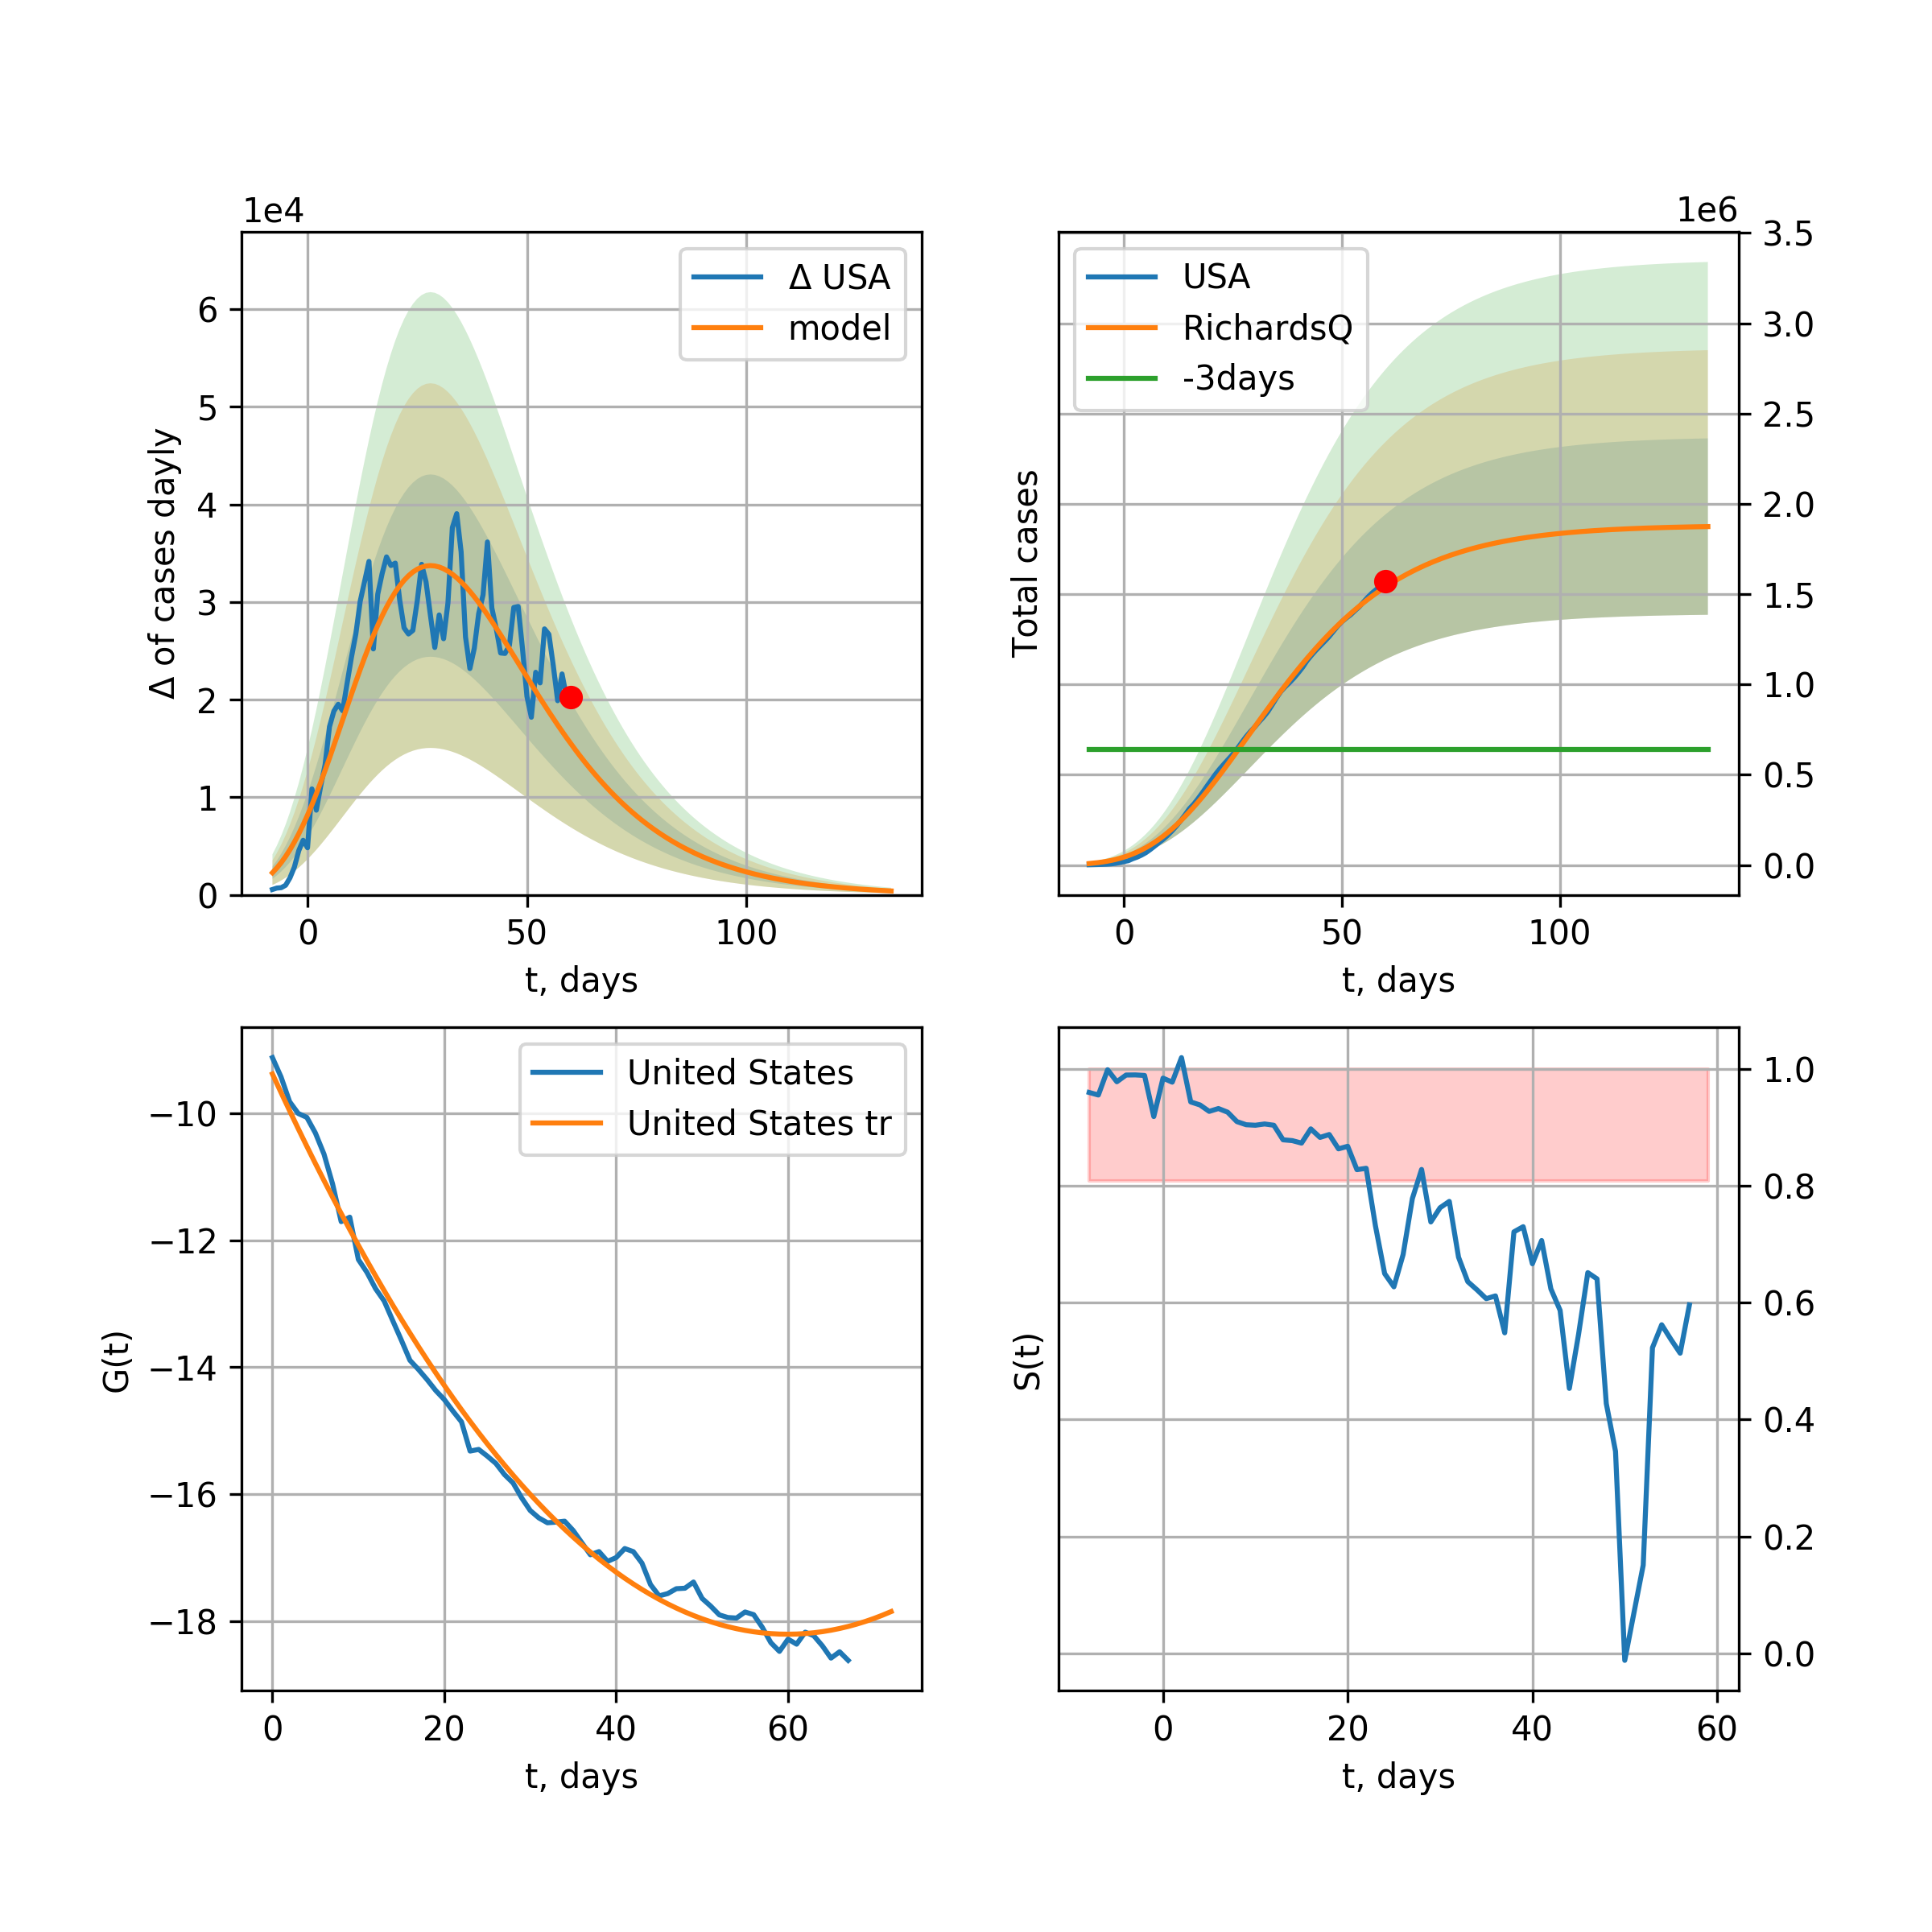 1e4
Δ of cases dayly
6
5
4
3
2
1
0
Δ USA
model
0 50 100
t, days
1e6
Total cases
USA
RichardsQ
-3days
3.5
3.0
2.5
2.0
1.5
1.0
0.5
0.0
0 50 100
t, days
G(t)
−10
−12
−14
−16
−18
United States
United States tr
0 20 40 60
t, days
S(t)
1.0
0.8
0.6
0.4
0.2
0.0
0 20 40 60
t, days